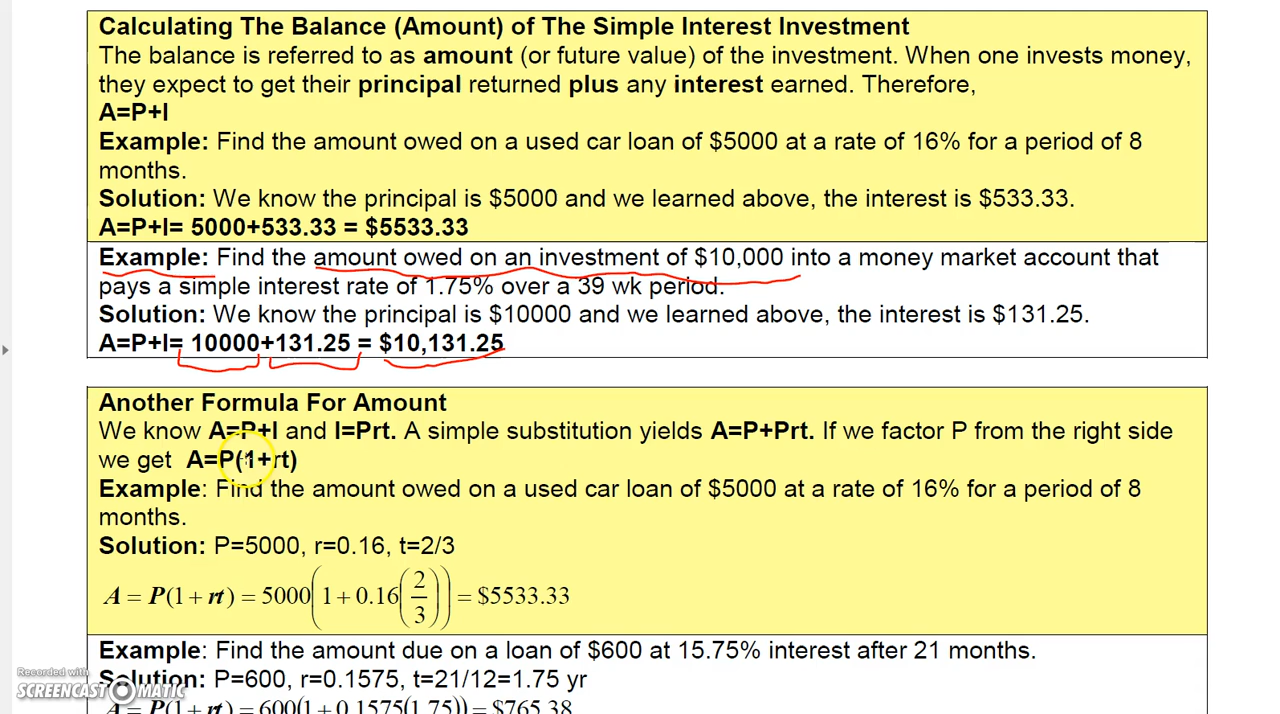 Calculating The Balance (Amount) of The Simple Interest Investment
The balance is referred to as amount (or future value) of the investment. When one invests money,
they expect to get their principal returned plus any interest earned. Therefore,
A=P+I
Example: Find the amount owed on a used car loan of $5000 at a rate of 16% for a period of 8
months.
Solution: We know the principal is $5000 and we learned above, the interest is $533.33.
A=P+I= 5000+533.33 = $5533.33
Example: Find the amount owed on an investment of $10,000 into a money market account that
pays a simple interest rate of 1.75% over a 39 wk period.
Solution: We know the principal is $10000 and we learned above, the interest is $131.25.
A=P+I= 10000+131.25 = $10,131.25
Another Formula For Amount
We know A=P+I and I=Prt. A simple substitution yields A=P+Prt. If we factor P from the right side
we get A=P(1+rt)
Example: Find the amount owed on a used car loan of $5000 at a rate of 16% for a period of 8
months.
Solution: P=5000, r=0.16, t=2/3
A = P(1 + rt) = 5000(1 + 0.16(2/3)) = $5533.33
Example: Find the amount due on a loan of $600 at 15.75% interest after 21 months.
Solution: P=600, r=0.1575, t=21/12=1.75 yr
A = P(1 + rt) = 600(1 + 0.1575(1.75)) = $765.38
Recorded with
SCREENCAST O MATIC